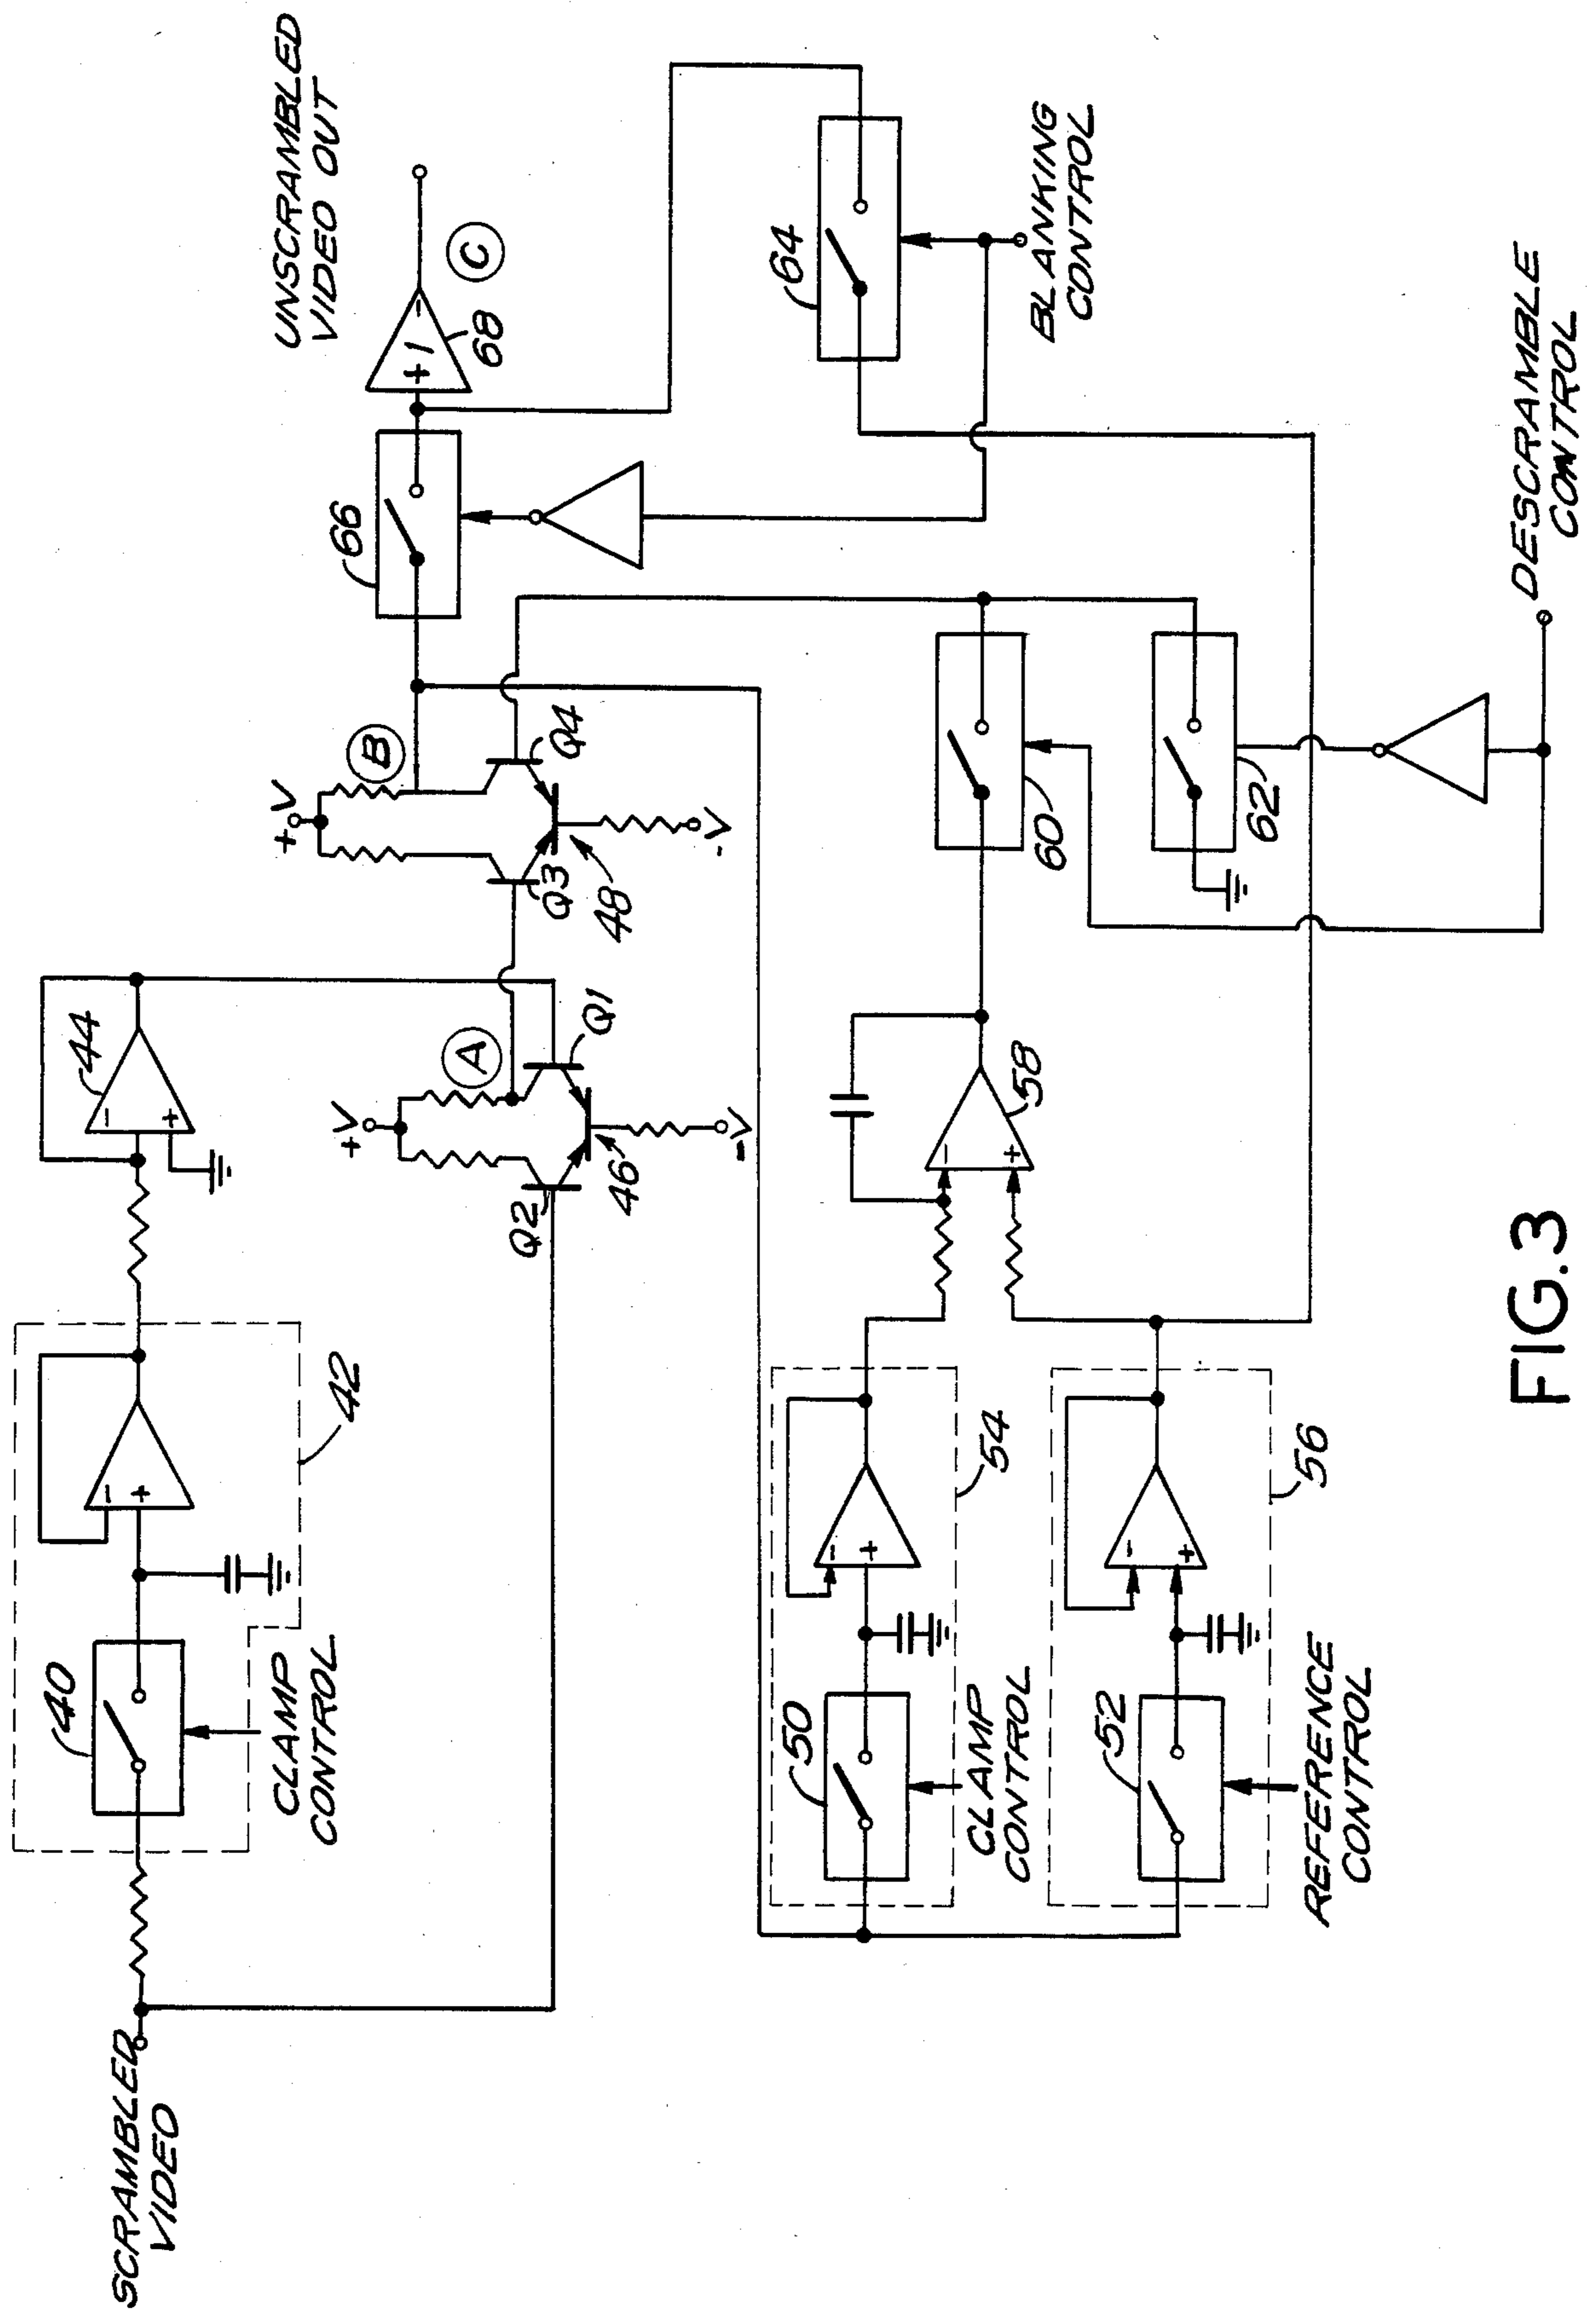 SCRAMBLED
VIDEO
40
CLAMP
CONTROL
42
-
+
44
-
+
+V
A
Q2
Q1
46
-V
+V
B
Q3
Q4
48
-V
66
+1
68
C
UNSCRAMBLED
VIDEO OUT
64
BLANKING
CONTROL
50
CLAMP
CONTROL
-
+
54
52
REFERENCE
CONTROL
-
+
56
-
+
58
60
62
DESCRAMBLE
CONTROL
FIG.3